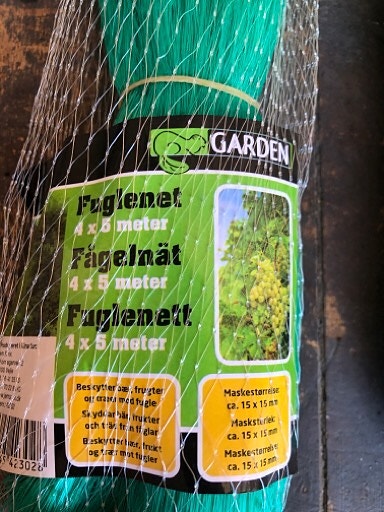 GARDEN
Fuglenet
4 x 5 meter
Fågelnät
4 x 5 meter
Fuglenett
4 x 5 meter
Beskytter bær, frugter
og græs mod fugle
Skyddar bär, frukter
och träd från fåglar
Beskytter bær, frukt
og trær mot fugler
Maskestørrelse:
ca. 15 x 15 mm
Maskstorlek:
ca. 15 x 15 mm
Maskestørrelse:
ca. 15 x 15 mm
423028